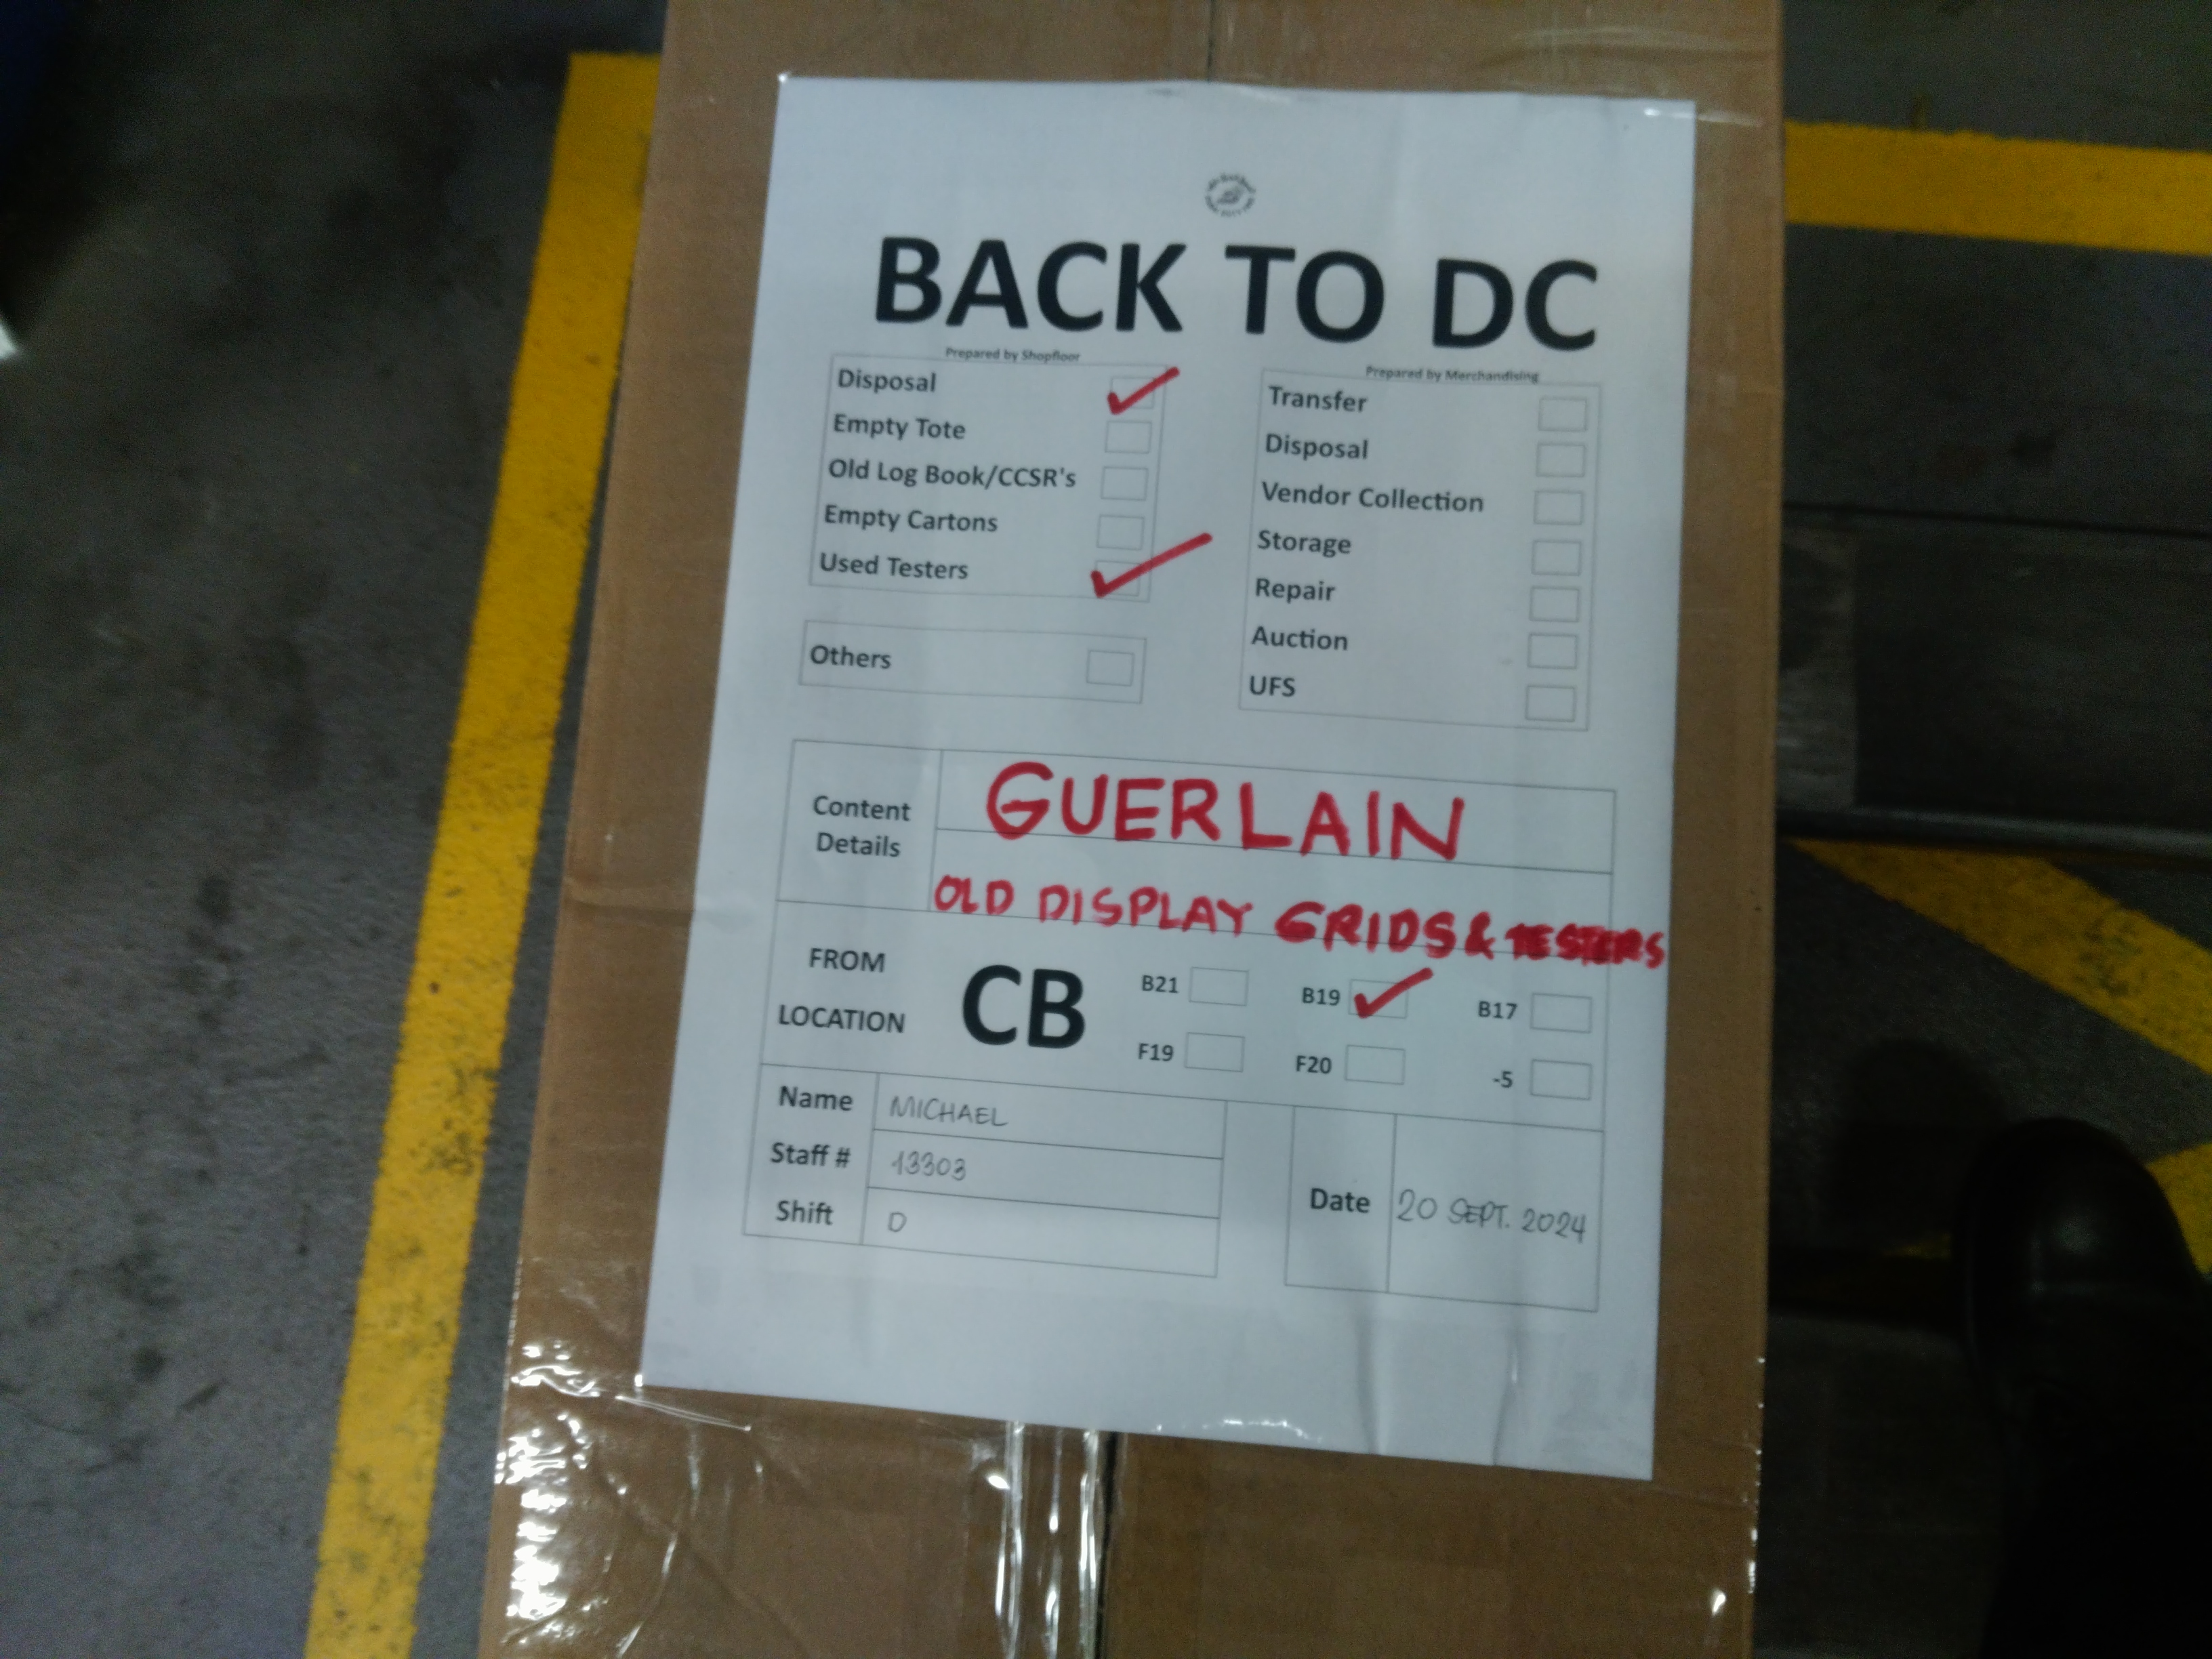 BACK TO DC
Prepared by Shopfloor
Disposal
Empty Tote
Old Log Book/CCSR's
Empty Cartons
Used Testers
Others
Prepared by Merchandising
Transfer
Disposal
Vendor Collection
Storage
Repair
Auction
UFS
Content Details
GUERLAIN
OLD DISPLAY GRIDS & TESTERS
FROM LOCATION
CB
B21 B19 B17
F19 F20 -5
Name MICHAEL
Staff # 13303
Shift D
Date 20 SEPT. 2024